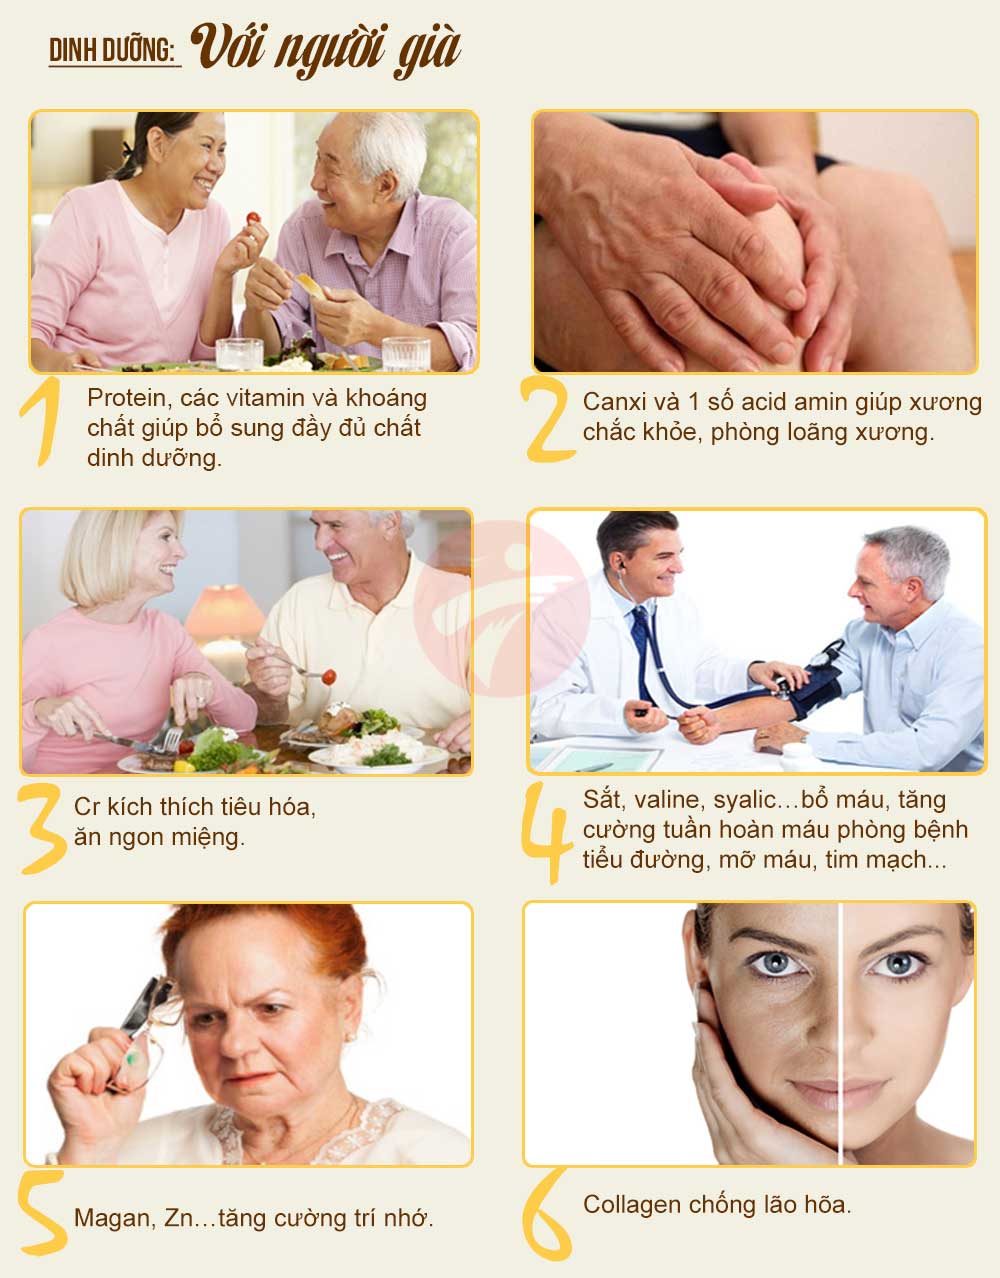 DINH DƯỠNG: Với người già
1 Protein, các vitamin và khoáng
chất giúp bổ sung đầy đủ chất
dinh dưỡng.
2 Canxi và 1 số acid amin giúp xương
chắc khỏe, phòng loãng xương.
3 Cr kích thích tiêu hóa,
ăn ngon miệng.
4 Sắt, valine, syalic...bổ máu, tăng
cường tuần hoàn máu phòng bệnh
tiểu đường, mỡ máu, tim mạch...
5 Magan, Zn...tăng cường trí nhớ.
6 Collagen chống lão hõa.